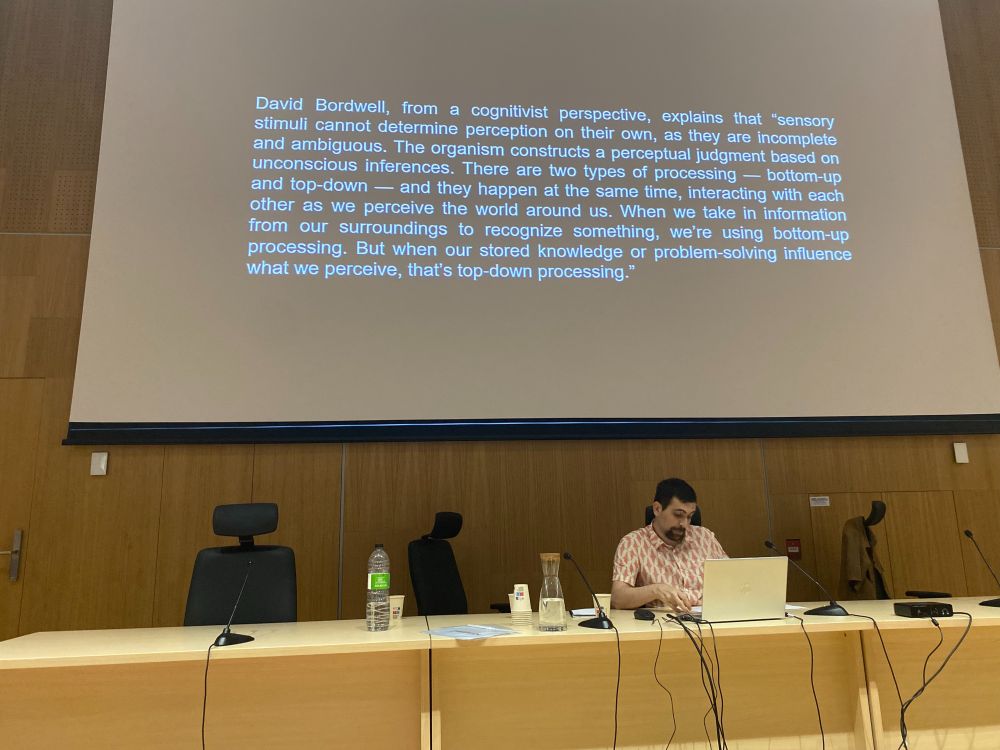 David Bordwell, from a cognitivist perspective, explains that “sensory
stimuli cannot determine perception on their own, as they are incomplete
and ambiguous. The organism constructs a perceptual judgment based on
unconscious inferences. There are two types of processing — bottom-up
and top-down — and they happen at the same time, interacting with each
other as we perceive the world around us. When we take in information
from our surroundings to recognize something, we’re using bottom-up
processing. But when our stored knowledge or problem-solving influence
what we perceive, that’s top-down processing.”